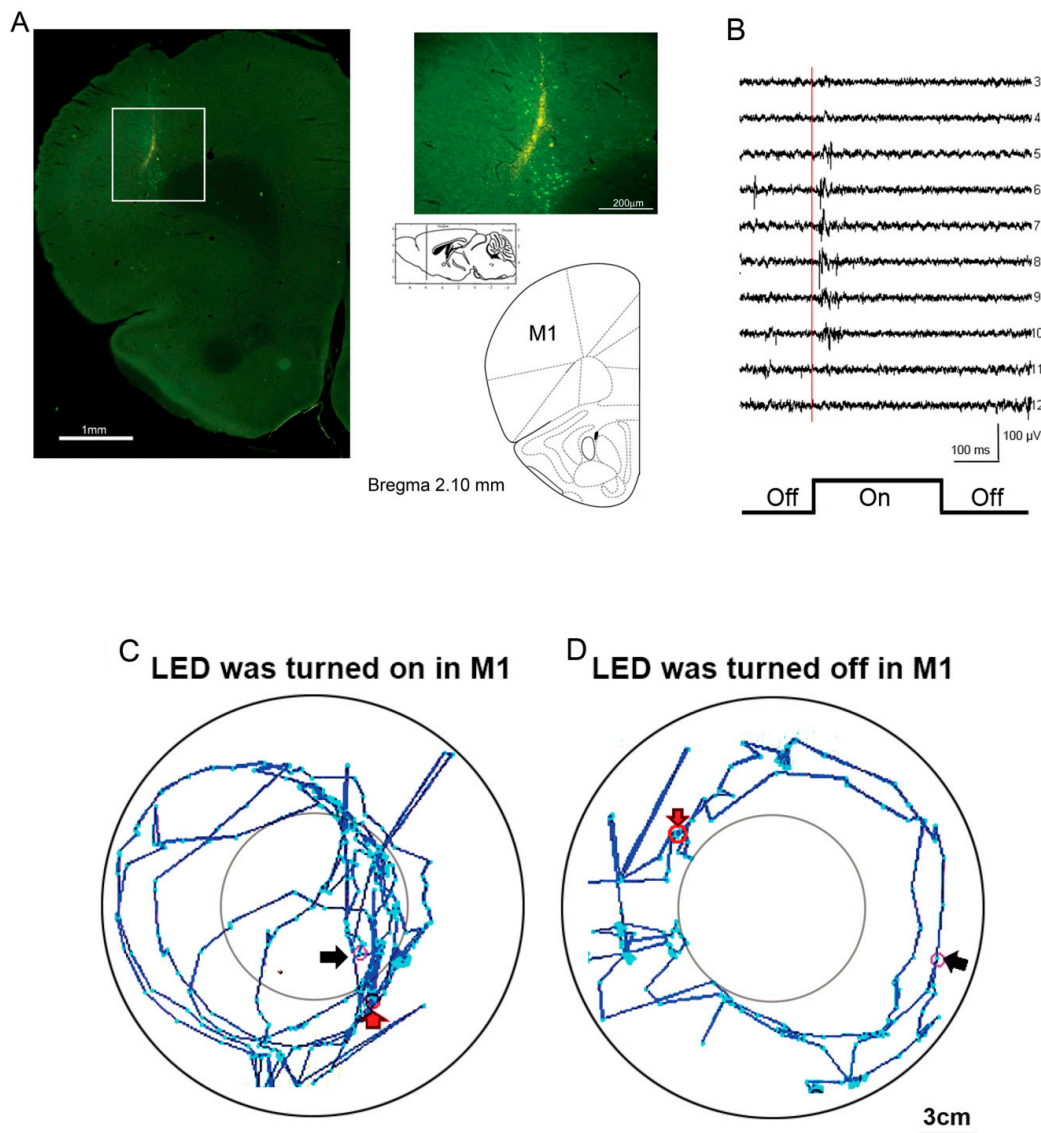 A
B
1mm
200µm
M1
Bregma 2.10 mm
3
4
5
6
7
8
9
10
11
12
100 µV
100 ms
Off
On
Off
C
LED was turned on in M1
D
LED was turned off in M1
3cm